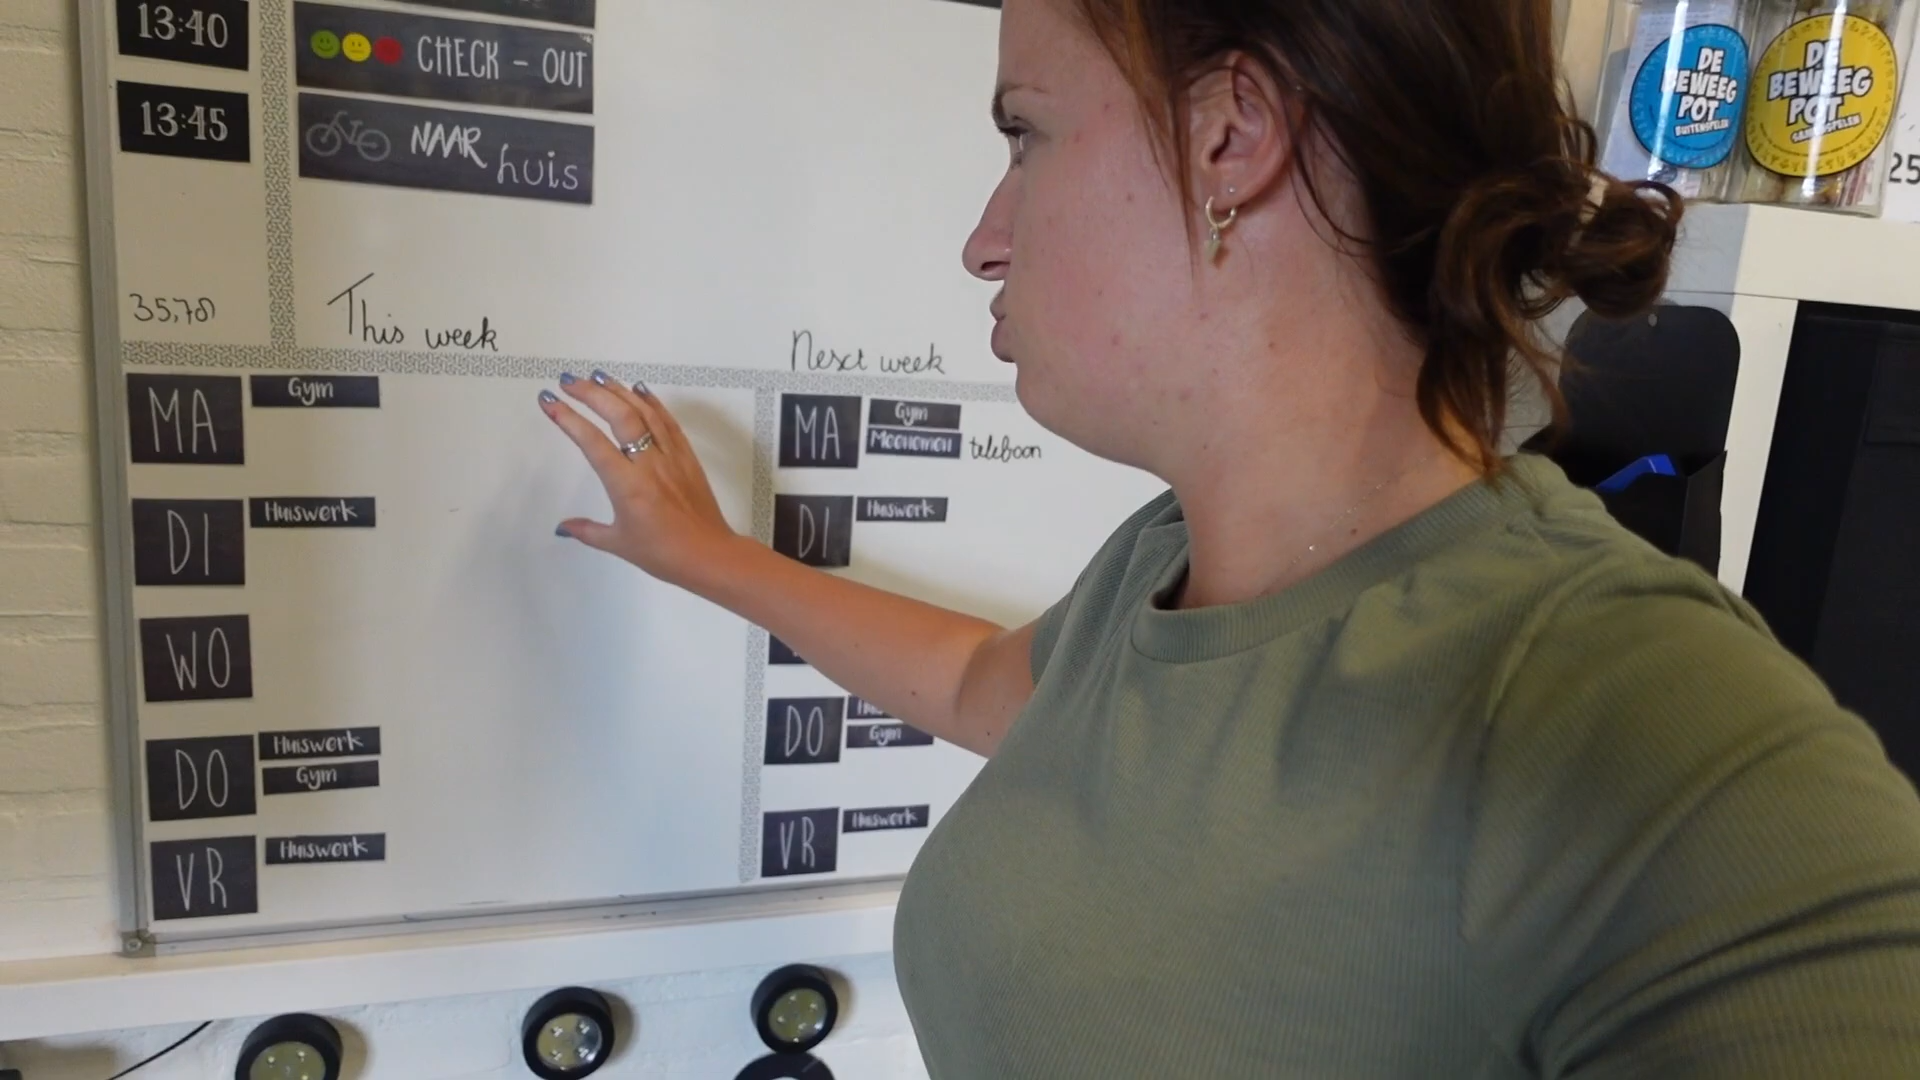 13:40
CHECK - OUT
13:45
NAAR huis
DE
BEWEEG
POT
BUITENSPELEN
DE
BEWEEG
POT
25
35,78
This week
Next week
MA
Gym
DI
Huiswerk
WO
DO
Huiswerk
Gym
VR
Huiswerk
MA
Gym
Meenemen
teleboon
DI
Huiswerk
DO
Gym
VR
Huiswerk